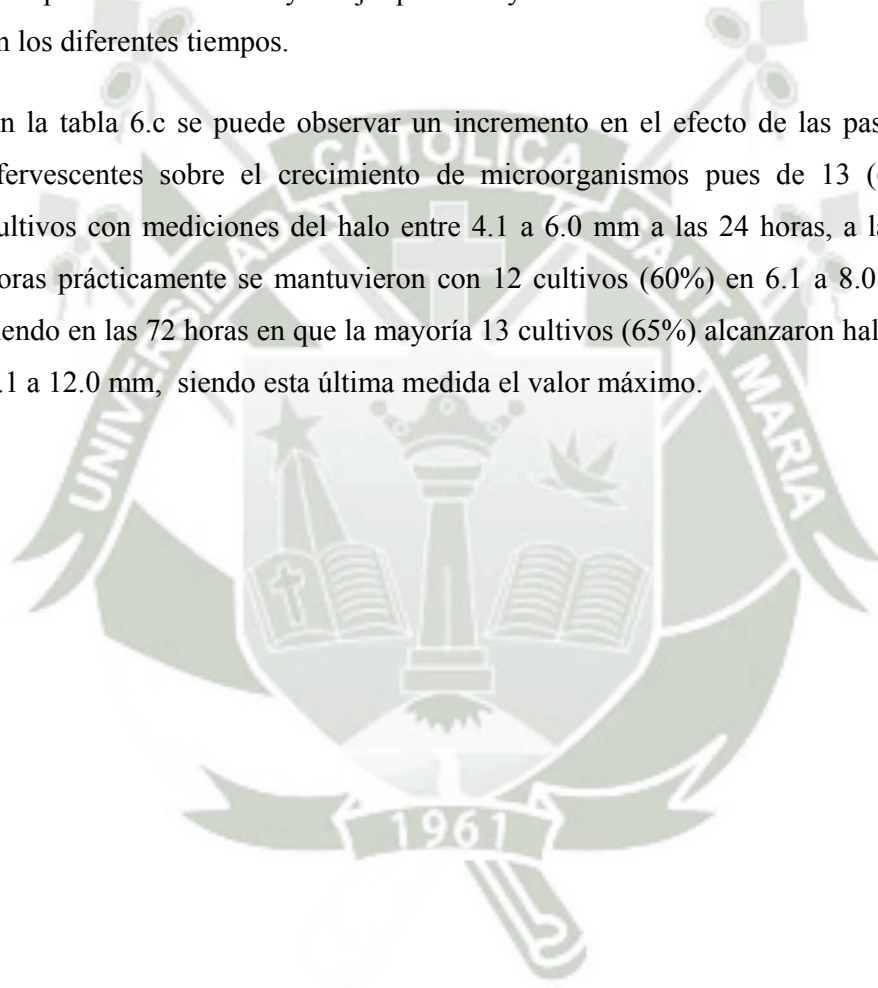 n los diferentes tiempos.
n la tabla 6.c se puede observar un incremento en el efecto de las pas
fervescentes sobre el crecimiento de microorganismos pues de 13 (
ultivos con mediciones del halo entre 4.1 a 6.0 mm a las 24 horas, a la
oras prácticamente se mantuvieron con 12 cultivos (60%) en 6.1 a 8.0
iendo en las 72 horas en que la mayoría 13 cultivos (65%) alcanzaron hal
.1 a 12.0 mm, siendo esta última medida el valor máximo.
UNIVERSIDAD CATOLICA SANTA MARIA
1961